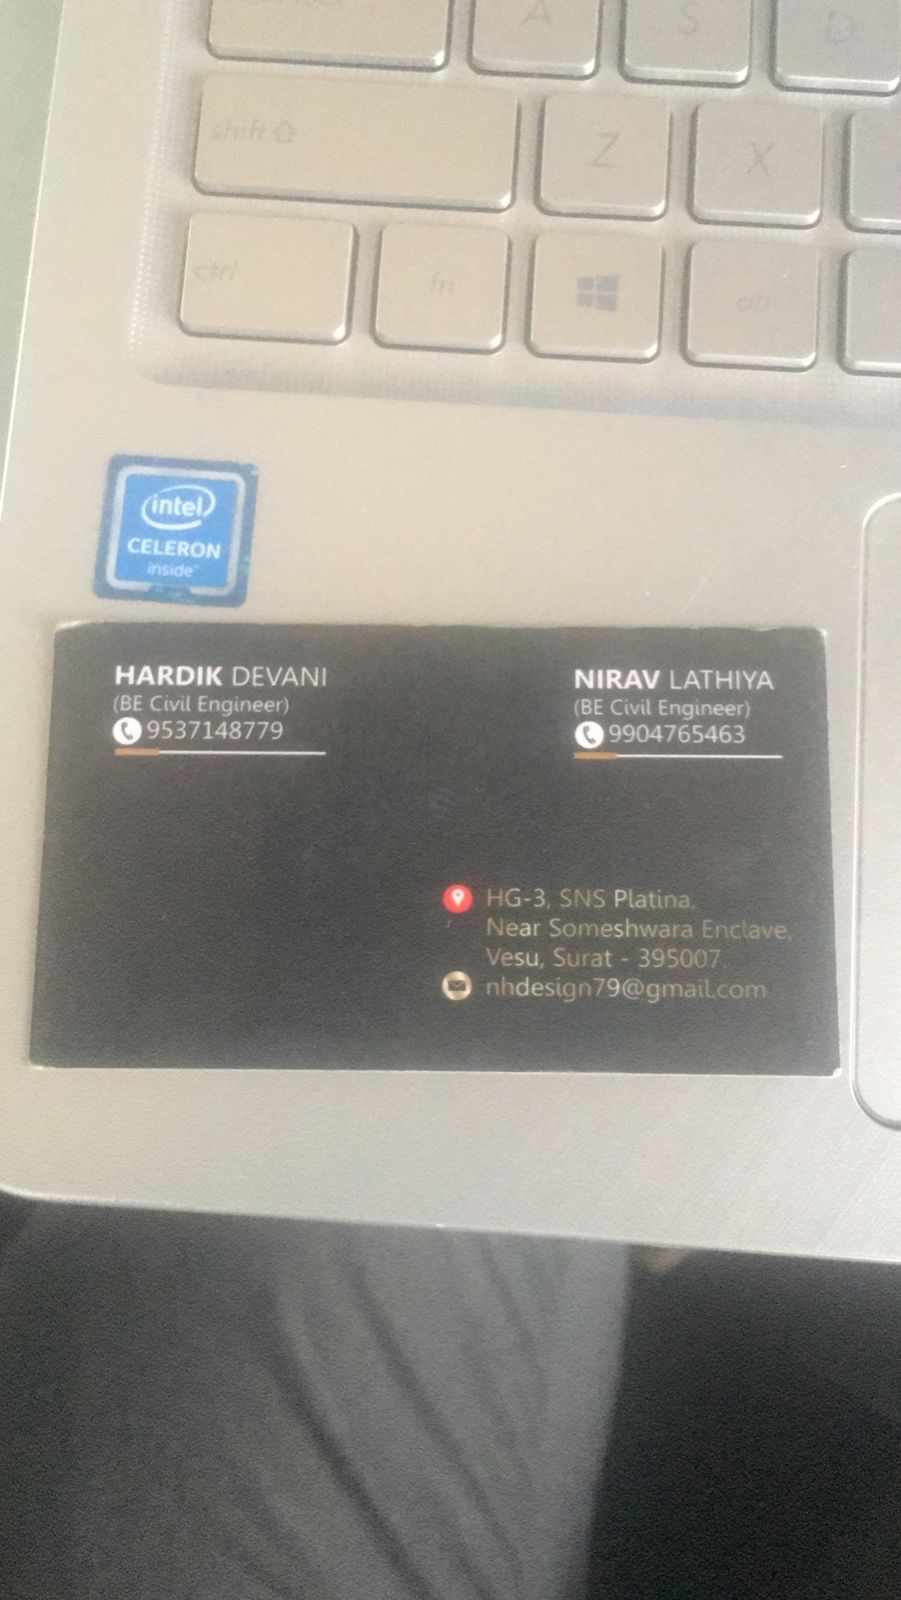 A
S
D
shift
Z
X
ctrl
fn
alt
intel
CELERON
inside™
HARDIK DEVANI
(BE Civil Engineer)
9537148779
NIRAV LATHIYA
(BE Civil Engineer)
9904765463
HG-3, SNS Platina,
Near Someshwara Enclave,
Vesu, Surat - 395007.
nhdesign79@gmail.com